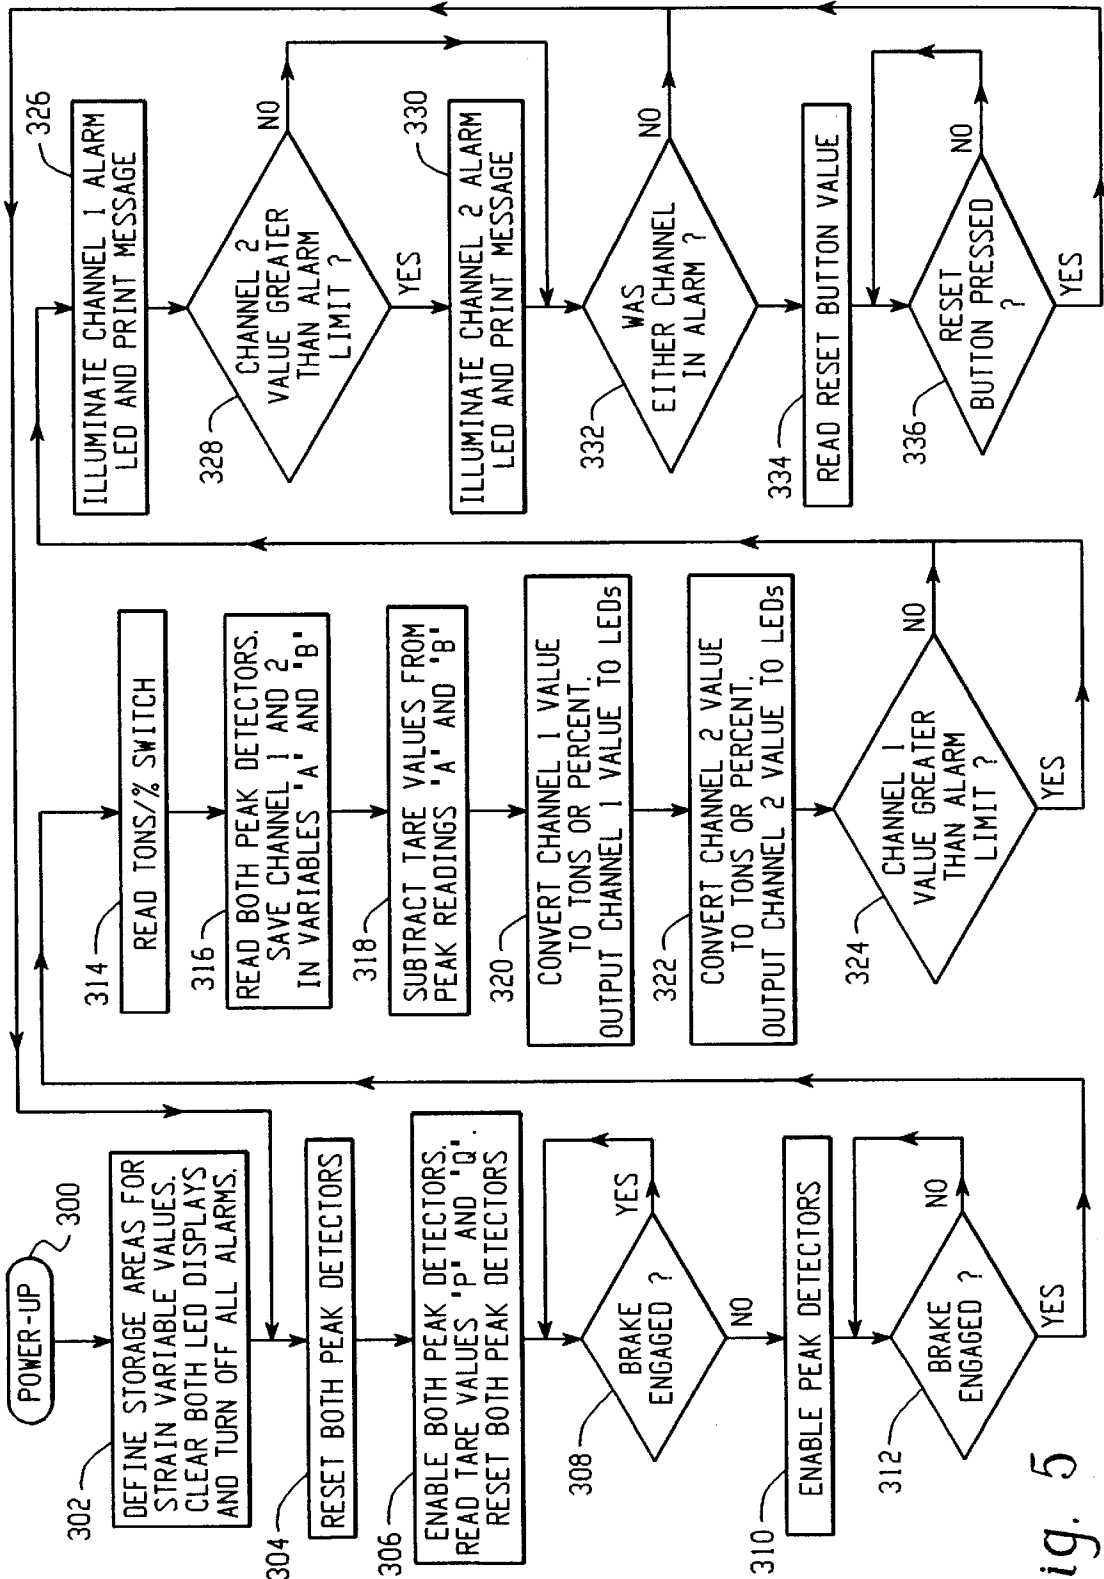 POWER-UP
300
302
DEFINE STORAGE AREAS FOR
STRAIN VARIABLE VALUES.
CLEAR BOTH LED DISPLAYS
AND TURN OFF ALL ALARMS.
304
RESET BOTH PEAK DETECTORS
306
ENABLE BOTH PEAK DETECTORS.
READ TARE VALUES "P" AND "Q".
RESET BOTH PEAK DETECTORS
308
BRAKE
ENGAGED ?
YES
NO
310
ENABLE PEAK DETECTORS
312
BRAKE
ENGAGED ?
NO
YES
314
READ TONS/% SWITCH
316
READ BOTH PEAK DETECTORS.
SAVE CHANNEL 1 AND 2
IN VARIABLES "A" AND "B"
318
SUBTRACT TARE VALUES FROM
PEAK READINGS "A" AND "B"
320
CONVERT CHANNEL 1 VALUE
TO TONS OR PERCENT.
OUTPUT CHANNEL 1 VALUE TO LEDs
322
CONVERT CHANNEL 2 VALUE
TO TONS OR PERCENT.
OUTPUT CHANNEL 2 VALUE TO LEDs
324
CHANNEL 1
VALUE GREATER
THAN ALARM
LIMIT ?
NO
YES
326
ILLUMINATE CHANNEL 1 ALARM
LED AND PRINT MESSAGE
328
CHANNEL 2
VALUE GREATER
THAN ALARM
LIMIT ?
NO
YES
330
ILLUMINATE CHANNEL 2 ALARM
LED AND PRINT MESSAGE
332
WAS
EITHER CHANNEL
IN ALARM ?
NO
334
READ RESET BUTTON VALUE
336
RESET
BUTTON PRESSED
?
NO
YES
ig. 5